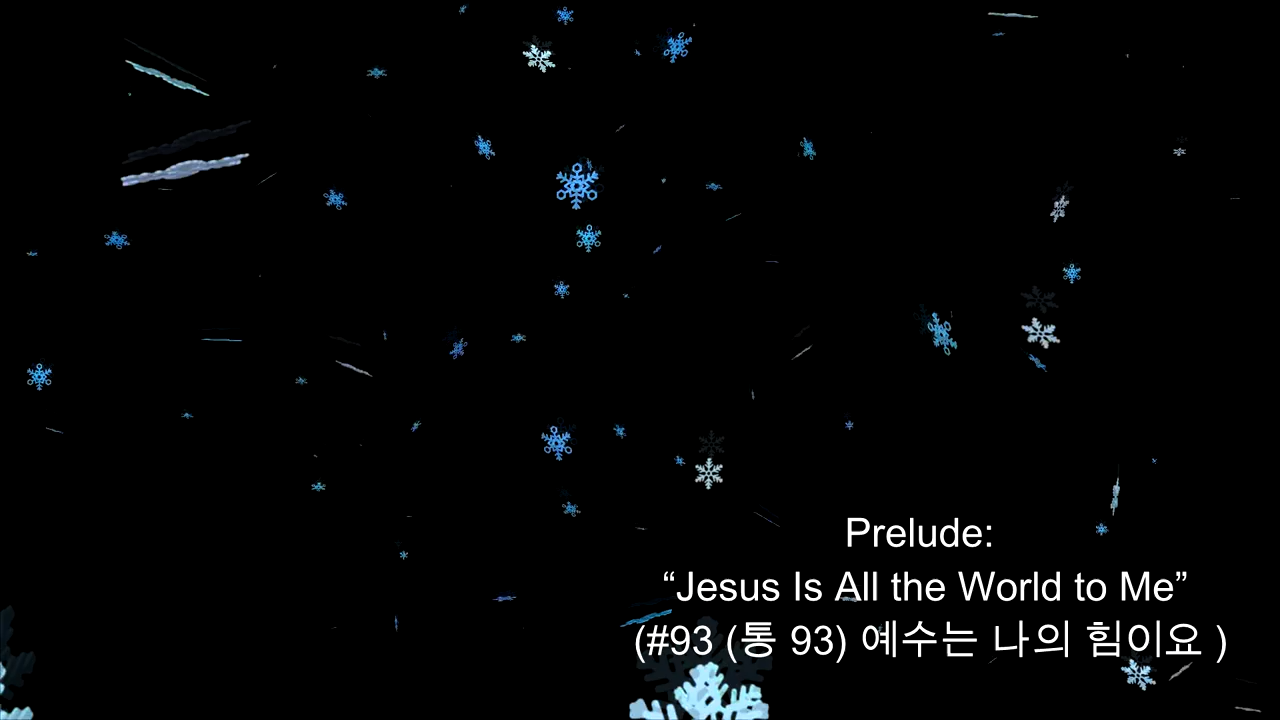 Prelude:
“Jesus Is All the World to Me”
(#93 (통 93) 예수는 나의 힘이요 )